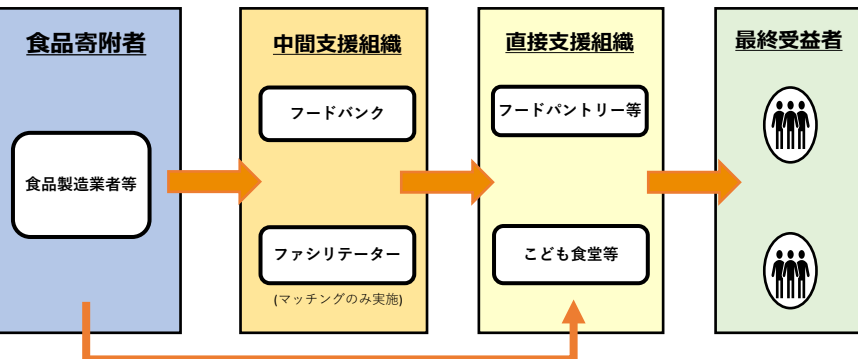 食品寄附者
食品製造業者等
中間支援組織
フードバンク
ファシリテーター
(マッチングのみ実施)
直接支援組織
フードパントリー等
こども食堂等
最終受益者